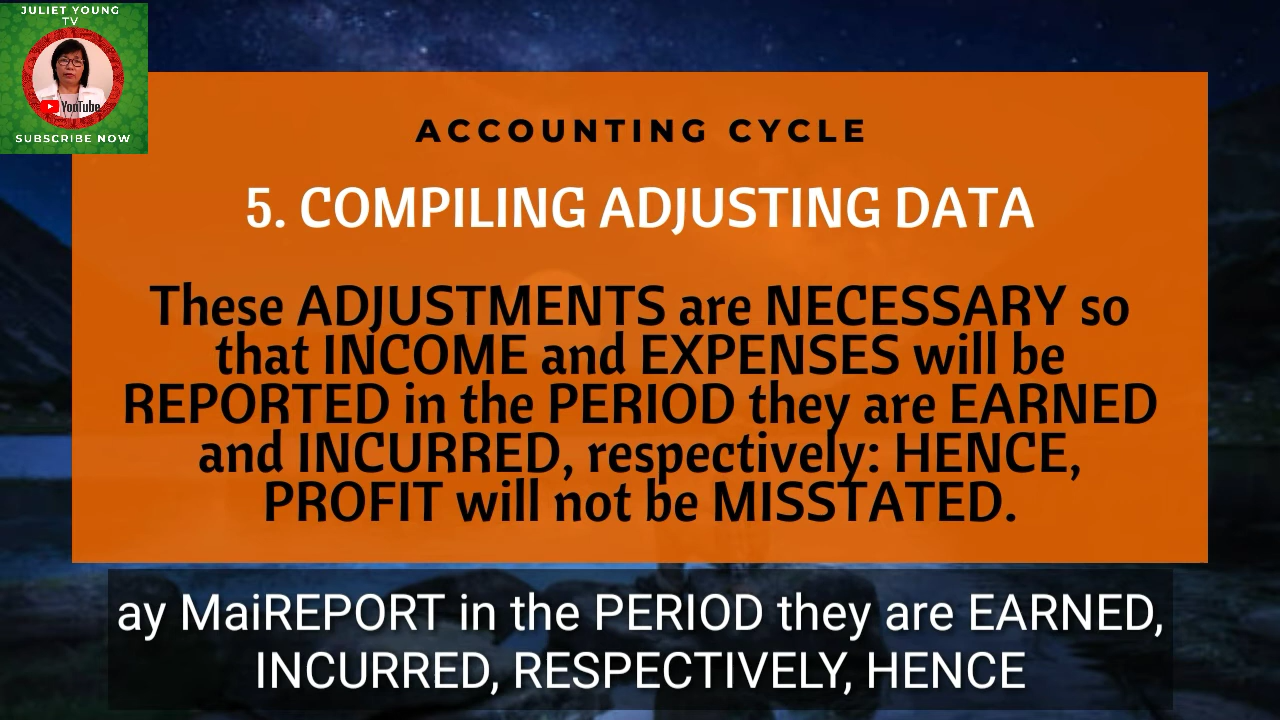 JULIET YOUNG
TV
YouTube
SUBSCRIBE NOW
ACCOUNTING CYCLE
5. COMPILING ADJUSTING DATA
These ADJUSTMENTS are NECESSARY so
that INCOME and EXPENSES will be
REPORTED in the PERIOD they are EARNED
and INCURRED, respectively: HENCE,
PROFIT will not be MISSTATED.
ay MaiREPORT in the PERIOD they are EARNED,
INCURRED, RESPECTIVELY, HENCE